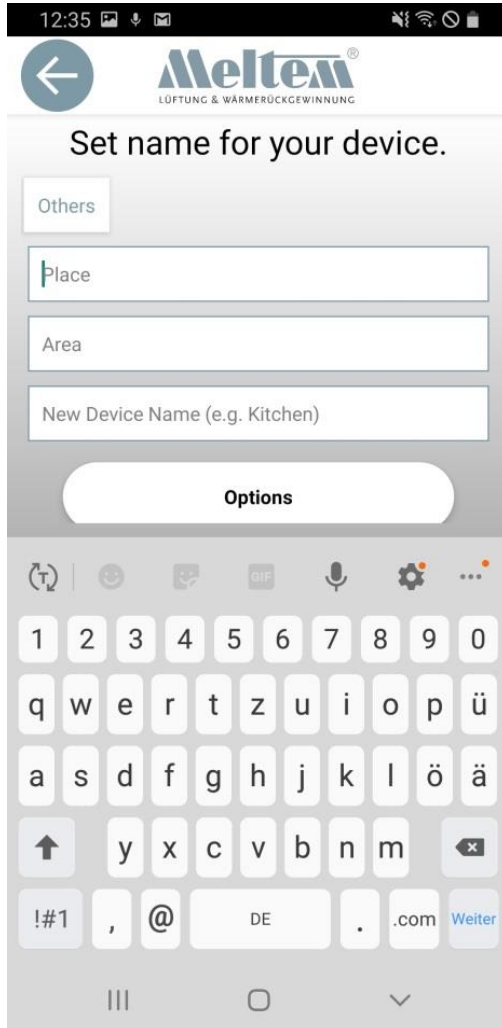 12:35
Meltem®
LÜFTUNG & WÄRMERÜCKGEWINNUNG
Set name for your device.
Others
Place
Area
New Device Name (e.g. Kitchen)
Options
T GIF
1 2 3 4 5 6 7 8 9 0
q w e r t z u i o p ü
a s d f g h j k l ö ä
y x c v b n m
!#1 , @ DE . .com Weiter